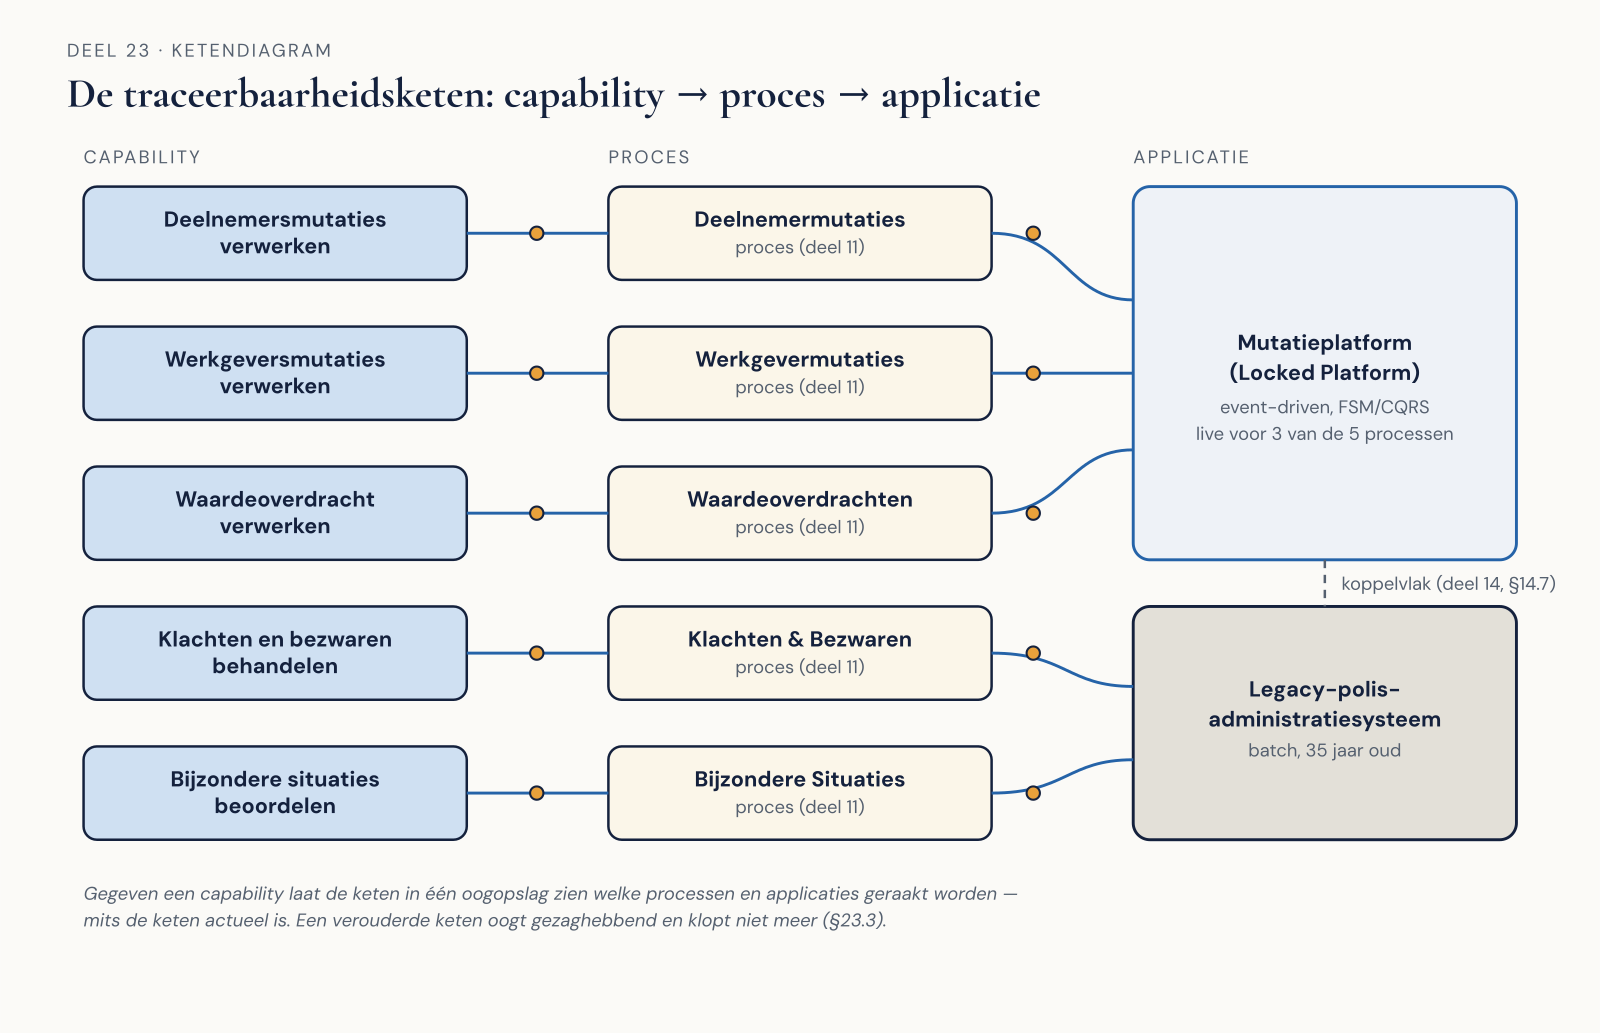 DEEL 23 · KETENDIAGRAM
De traceerbaarheidsketen: capability → proces → applicatie
CAPABILITY
PROCES
APPLICATIE
Deelnemersmutaties
verwerken
Deelnemermutaties
proces (deel 11)
Werkgeversmutaties
verwerken
Werkgevermutaties
proces (deel 11)
Mutatieplatform
(Locked Platform)
event-driven, FSM/CQRS
live voor 3 van de 5 processen
Waardeoverdracht
verwerken
Waardeoverdrachten
proces (deel 11)
koppelvlak (deel 14, §14.7)
Klachten en bezwaren
behandelen
Klachten & Bezwaren
proces (deel 11)
Legacy-polis-
administratiesysteem
batch, 35 jaar oud
Bijzondere situaties
beoordelen
Bijzondere Situaties
proces (deel 11)
Gegeven een capability laat de keten in één oogopslag zien welke processen en applicaties geraakt worden —
mits de keten actueel is. Een verouderde keten oogt gezaghebbend en klopt niet meer (§23.3).